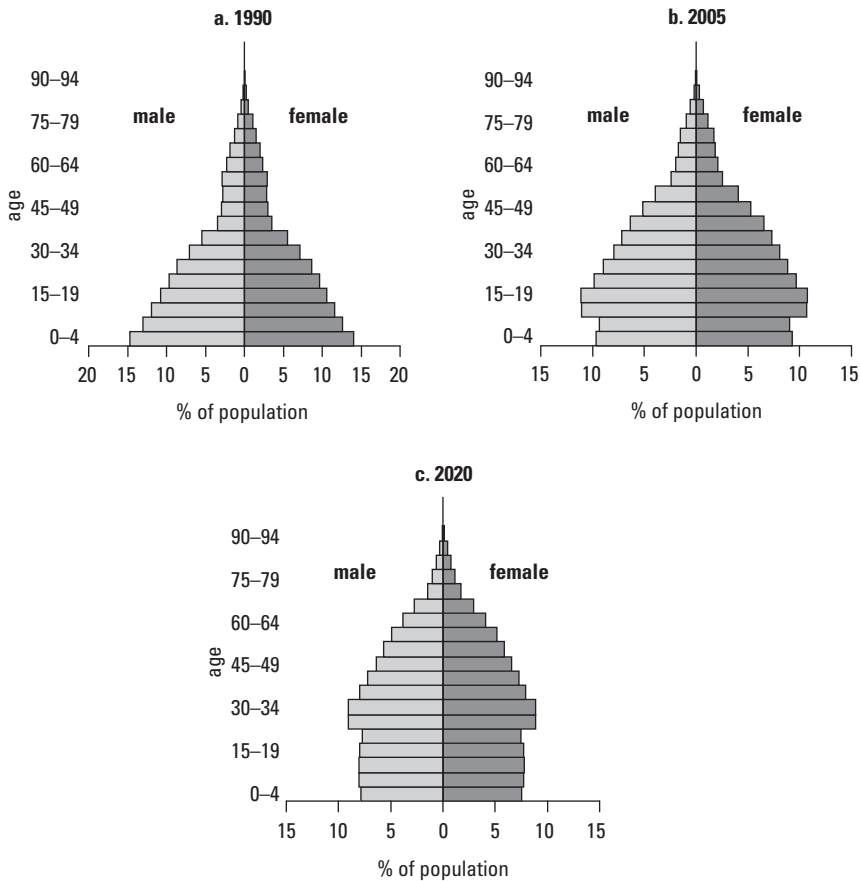 a. 1990
90–94
75–79
60–64
45–49
30–34
15–19
0–4
age
male
female
20 15 10 5 0 5 10 15 20
% of population
b. 2005
90–94
75–79
60–64
45–49
30–34
15–19
0–4
age
male
female
15 10 5 0 5 10 15
% of population
c. 2020
90–94
75–79
60–64
45–49
30–34
15–19
0–4
age
male
female
15 10 5 0 5 10 15
% of population